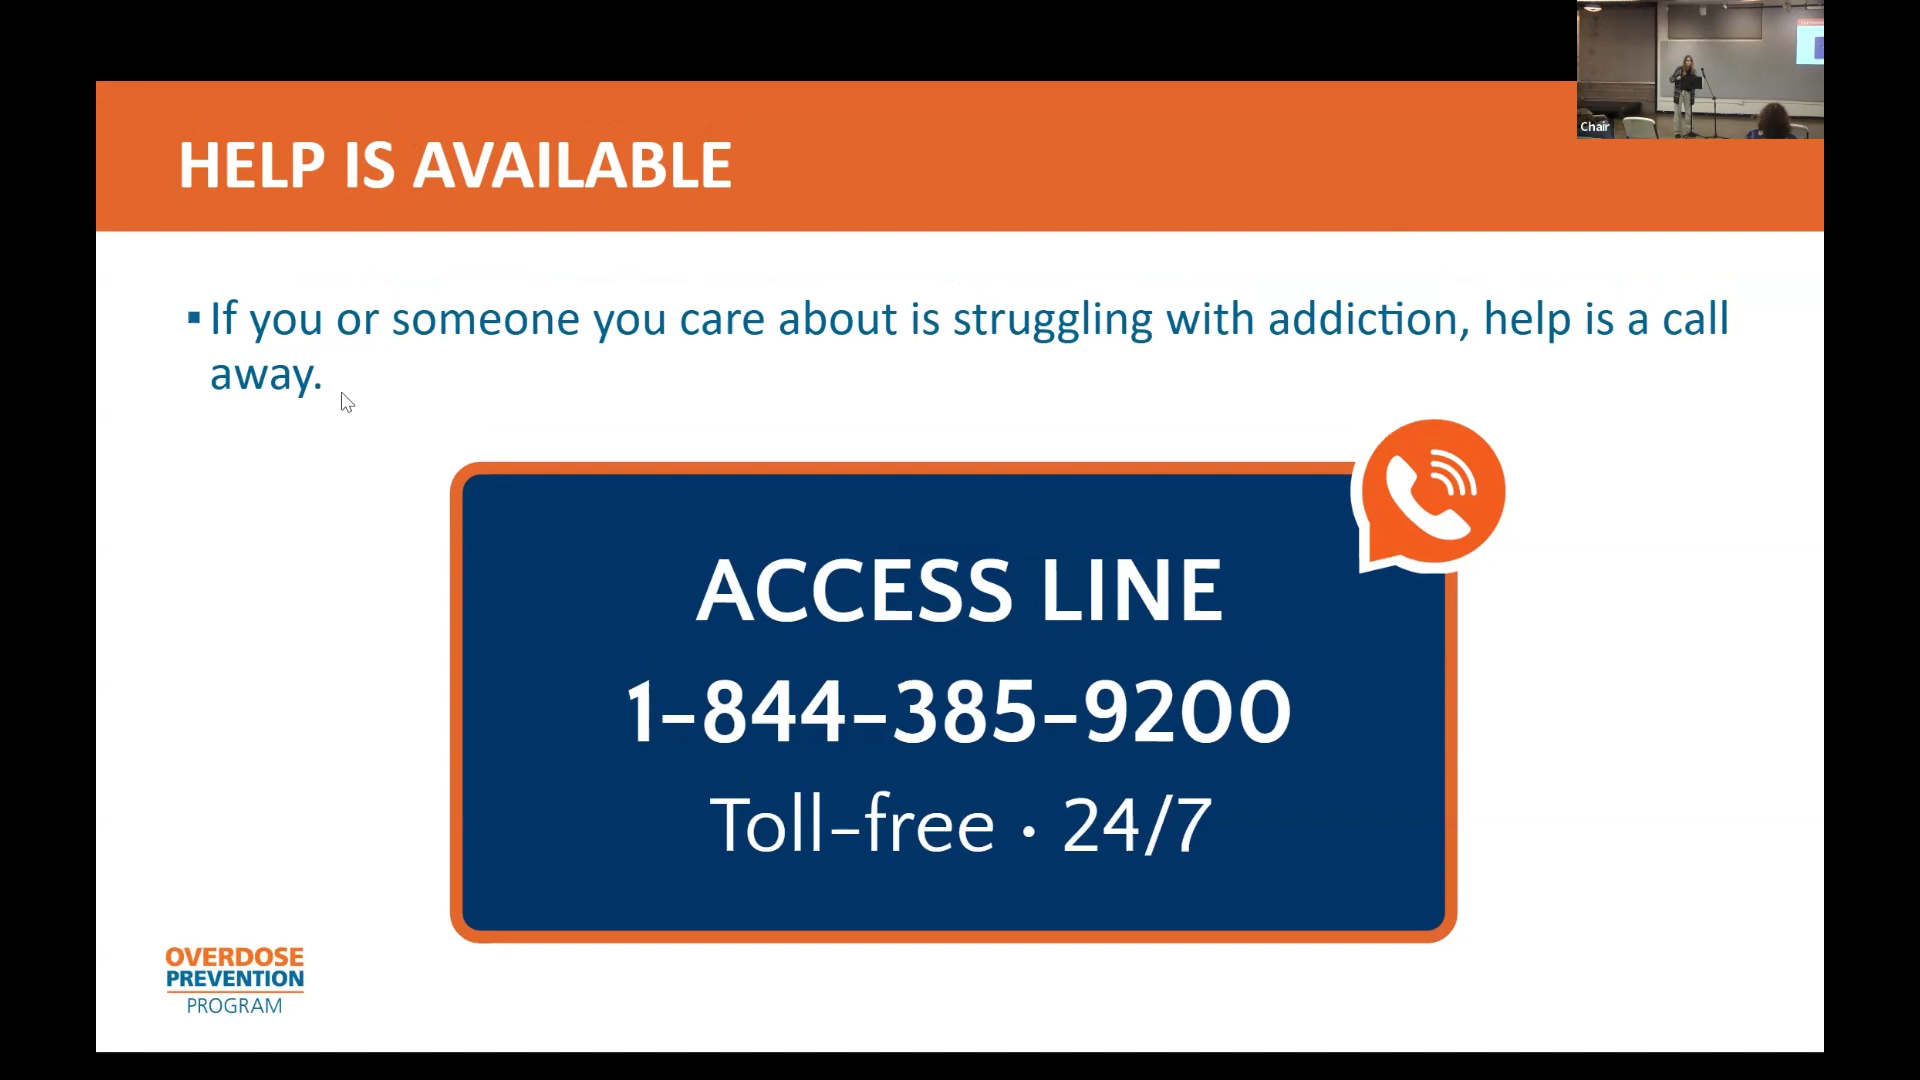 Chair
HELP IS AVAILABLE
▪ If you or someone you care about is struggling with addiction, help is a call
away.
ACCESS LINE
1-844-385-9200
Toll-free · 24/7
OVERDOSE
PREVENTION
PROGRAM